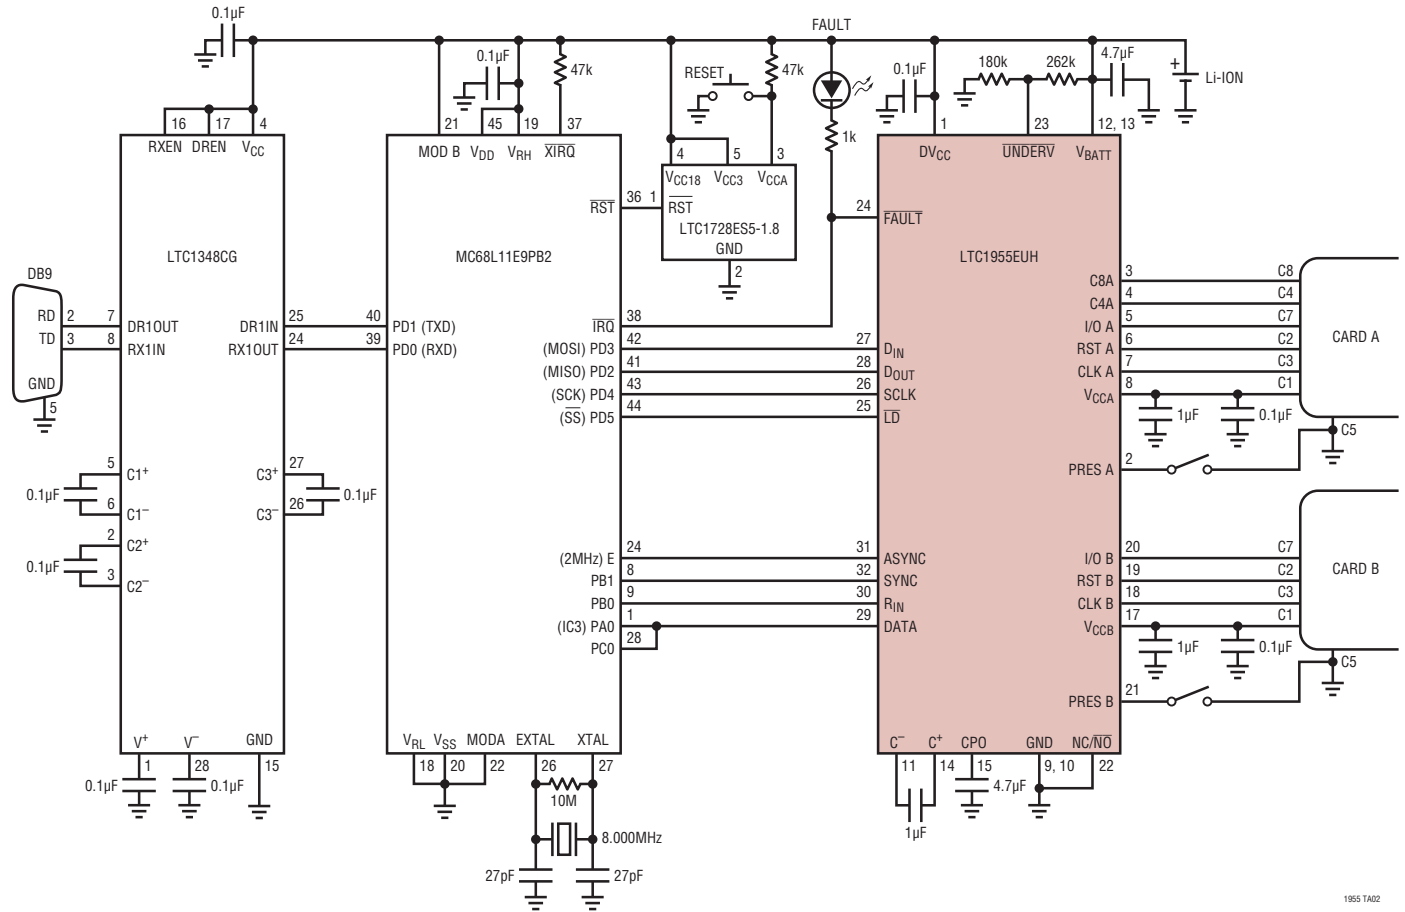 0.1µF
FAULT
0.1µF
47k
RESET
47k
1k
0.1µF
180k
262k
4.7µF
+
Li-ION
16
17
4
RXEN
DREN
VCC
LTC1348CG
DB9
RD
2
7
DR1OUT
TD
3
8
RX1IN
GND
5
DR1IN
25
RX1OUT
24
5
C1+
0.1µF
6
C1–
2
C2+
0.1µF
3
C2–
C3+
27
0.1µF
C3–
26
V+
V–
GND
1
28
15
0.1µF
0.1µF
21
45
19
37
MOD B
VDD
VRH
XIRQ
MC68L11E9PB2
RST
36
1
40
PD1 (TXD)
39
PD0 (RXD)
IRQ
38
(MOSI) PD3
42
(MISO) PD2
41
(SCK) PD4
43
(SS) PD5
44
(2MHz) E
24
PB1
8
PB0
9
(IC3) PA0
1
PC0
28
VRL
VSS
MODA
EXTAL
XTAL
18
20
22
26
27
10M
8.000MHz
27pF
27pF
4
5
3
VCC18
VCC3
VCCA
RST
LTC1728ES5-1.8
GND
2
1
23
12, 13
DVCC
UNDERV
VBATT
24
FAULT
LTC1955EUH
27
DIN
28
DOUT
26
SCLK
25
LD
31
ASYNC
32
SYNC
30
RIN
29
DATA
C8A
3
C8
C4A
4
C4
I/O A
5
C7
RST A
6
C2
CLK A
7
C3
VCCA
8
C1
1µF
0.1µF
CARD A
C5
PRES A
2
I/O B
20
C7
RST B
19
C2
CLK B
18
C3
VCCB
17
C1
1µF
0.1µF
CARD B
C5
PRES B
21
C–
C+
CPO
GND
NC/NO
11
14
15
9, 10
22
4.7µF
1µF
1955 TA02